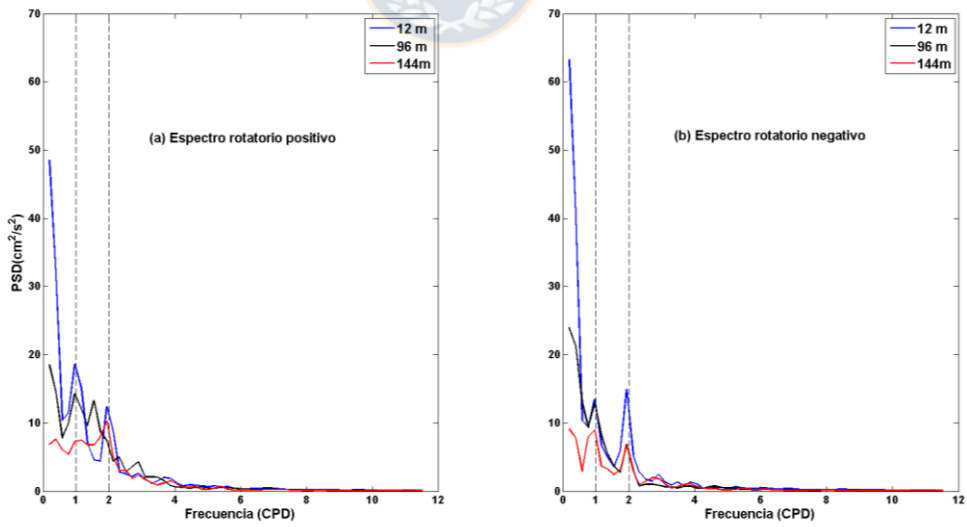 70
60
50
40
30
20
10
0
PSD(cm²/s²)
12 m
96 m
144m
(a) Espectro rotatorio positivo
0 1 2 4 6 8 10 12
Frecuencia (CPD)
70
60
50
40
30
20
10
0
12 m
96 m
144m
(b) Espectro rotatorio negativo
0 1 2 4 6 8 10 12
Frecuencia (CPD)